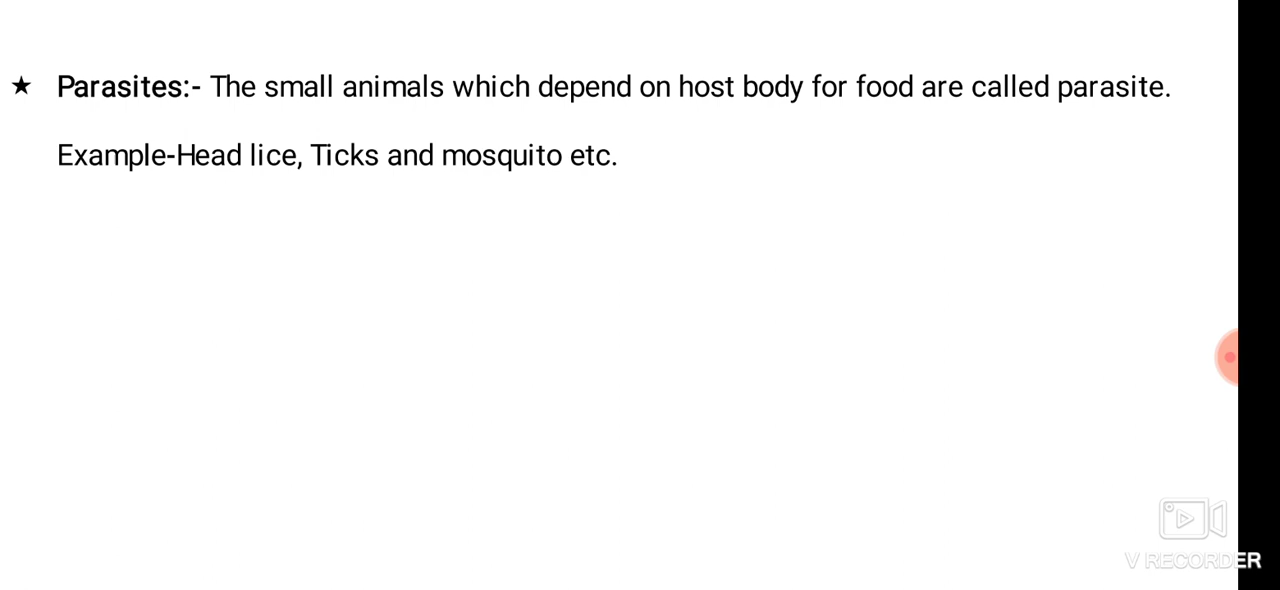 ★ Parasites:- The small animals which depend on host body for food are called parasite.
Example-Head lice, Ticks and mosquito etc.
V RECORDER